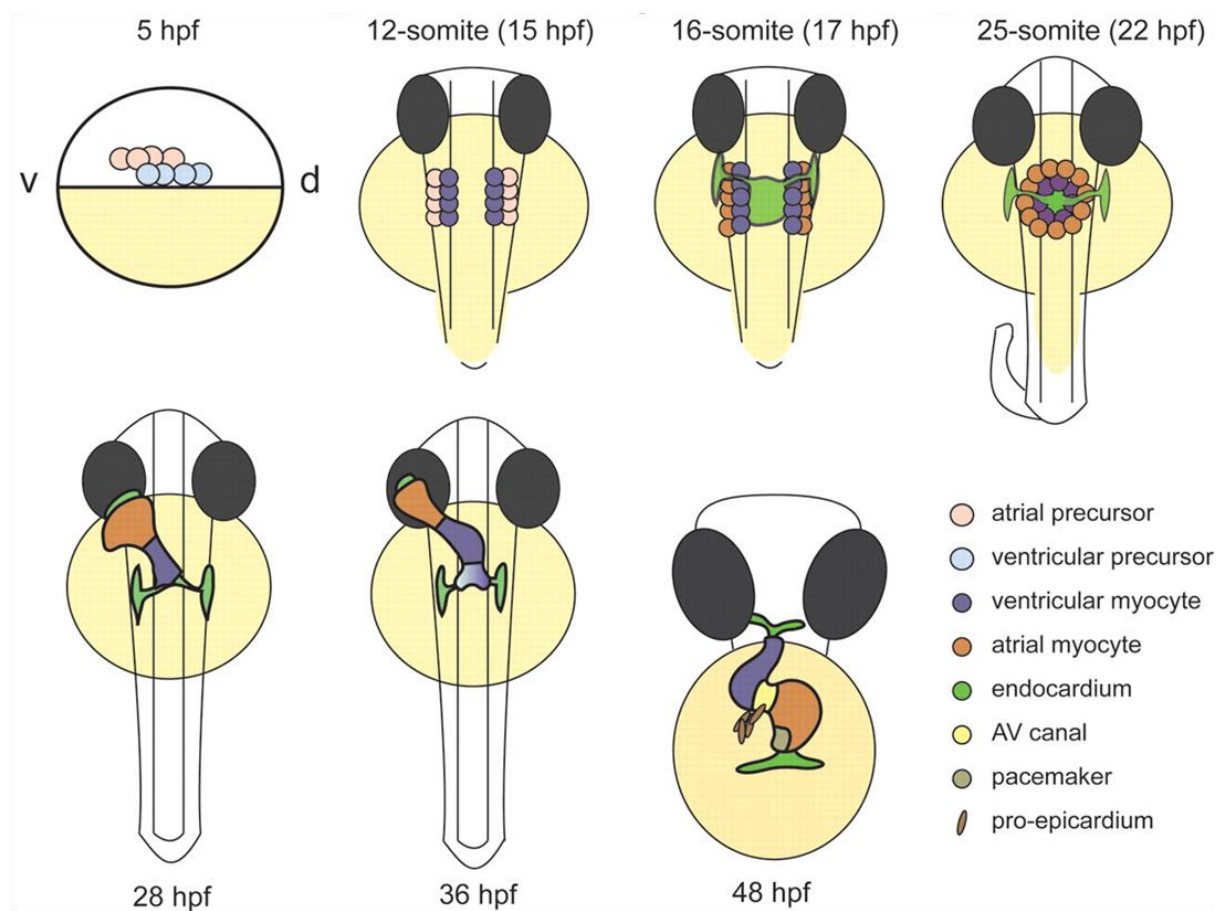 5 hpf
12-somite (15 hpf)
16-somite (17 hpf)
25-somite (22 hpf)
v
d
28 hpf
36 hpf
48 hpf
atrial precursor
ventricular precursor
ventricular myocyte
atrial myocyte
endocardium
AV canal
pacemaker
pro-epicardium